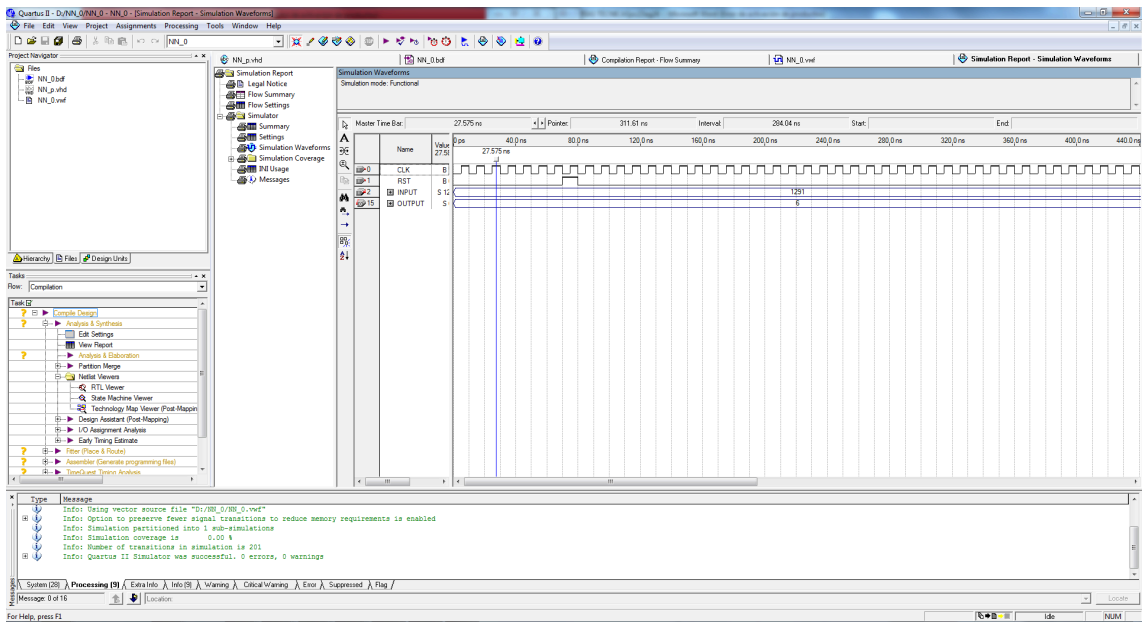 Quartus II - D:/NN_0/NN_0 - NN_0 - [Simulation Report - Simulation Waveforms]
File Edit View Project Assignments Processing Tools Window Help
NN_0
Project Navigator
Files
NN_0.bdf
NN_p.vhd
NN_0.vwf
Hierarchy Files Design Units
Tasks
Flow: Compilation
Task
Compile Design
Analysis & Synthesis
Edit Settings
View Report
Analysis & Elaboration
Partition Merge
Netlist Viewers
RTL Viewer
State Machine Viewer
Technology Map Viewer (Post-Mappin
Design Assistant (Post-Mapping)
I/O Assignment Analysis
Early Timing Estimate
Fitter (Place & Route)
Assembler (Generate programming files)
TimeQuest Timing Analysis
NN_p.vhd NN_0.bdf Compilation Report - Flow Summary NN_0.vwf Simulation Report - Simulation Waveforms
Simulation Report
Legal Notice
Flow Summary
Flow Settings
Simulator
Summary
Settings
Simulation Waveforms
Simulation Coverage
INI Usage
Messages
Simulation Waveforms
Simulation mode: Functional
Master Time Bar: 27.575 ns Pointer: 311.61 ns Interval: 284.04 ns Start: End:
Name Value 27.5
0 ps 40.0 ns 80.0 ns 120.0 ns 160.0 ns 200.0 ns 240.0 ns 280.0 ns 320.0 ns 360.0 ns 400.0 ns 440.0 ns
27.575 ns
0 CLK B
1 RST B
2 INPUT S 12 1291
15 OUTPUT S 6
Type Message
Info: Using vector source file "D:/NN_0/NN_0.vwf"
Info: Option to preserve fewer signal transitions to reduce memory requirements is enabled
Info: Simulation partitioned into 1 sub-simulations
Info: Simulation coverage is 0.00 %
Info: Number of transitions in simulation is 201
Info: Quartus II Simulator was successful. 0 errors, 0 warnings
System (28) Processing (9) Extra Info Info (9) Warning Critical Warning Error Suppressed Flag
Messages
Message: 0 of 16 Location: Locate
For Help, press F1 Idle NUM